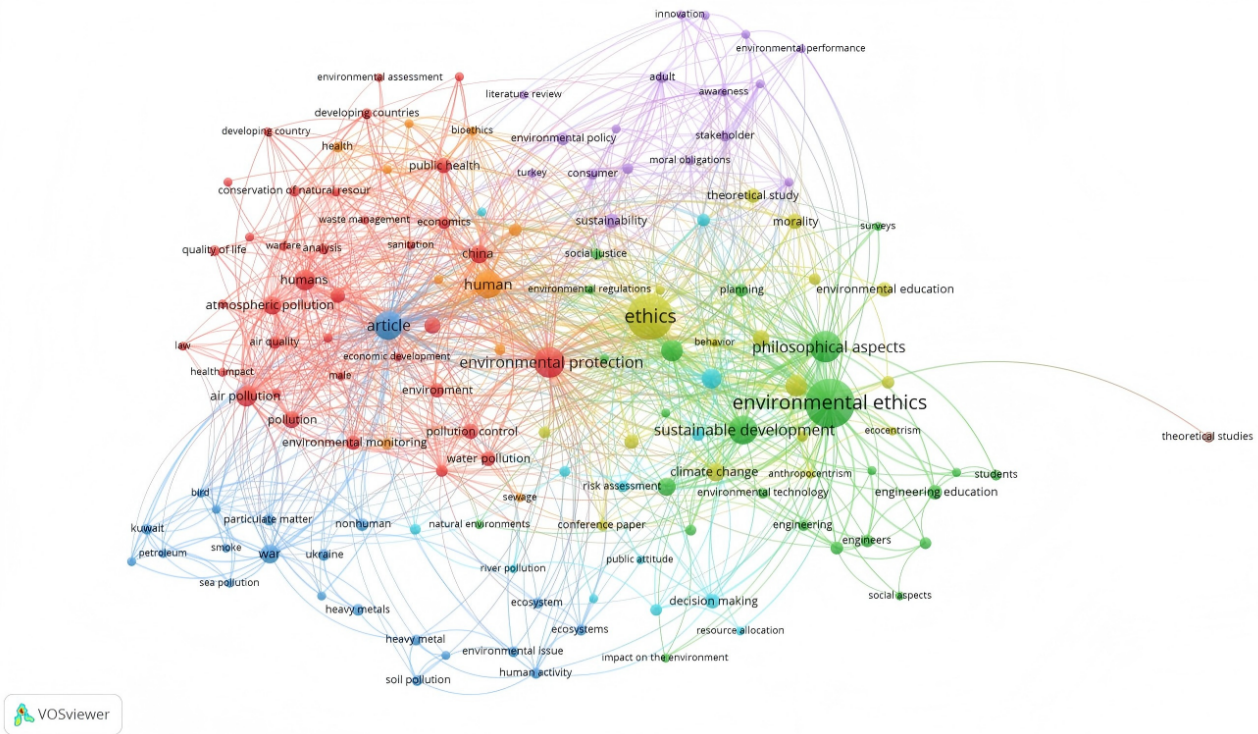 innovation
environmental performance
environmental assessment
adult
literature review
awareness
developing countries
developing country
bioethics
health
environmental policy
stakeholder
public health
moral obligations
turkey
consumer
conservation of natural resour
theoretical study
waste management
economics
sustainability
morality
surveys
quality of life
warfare
analysis
sanitation
china
social justice
humans
human
environmental regulations
planning
environmental education
atmospheric pollution
article
ethics
law
air quality
economic development
environmental protection
behavior
philosophical aspects
health impact
male
air pollution
environment
environmental ethics
pollution
pollution control
sustainable development
ecocentrism
theoretical studies
environmental monitoring
water pollution
climate change
anthropocentrism
students
risk assessment
bird
sewage
environmental technology
engineering education
kuwait
particulate matter
nonhuman
natural environments
conference paper
engineering
petroleum
smoke
war
ukraine
engineers
public attitude
river pollution
sea pollution
social aspects
heavy metals
ecosystem
decision making
ecosystems
resource allocation
heavy metal
environmental issue
impact on the environment
soil pollution
human activity
VOSviewer